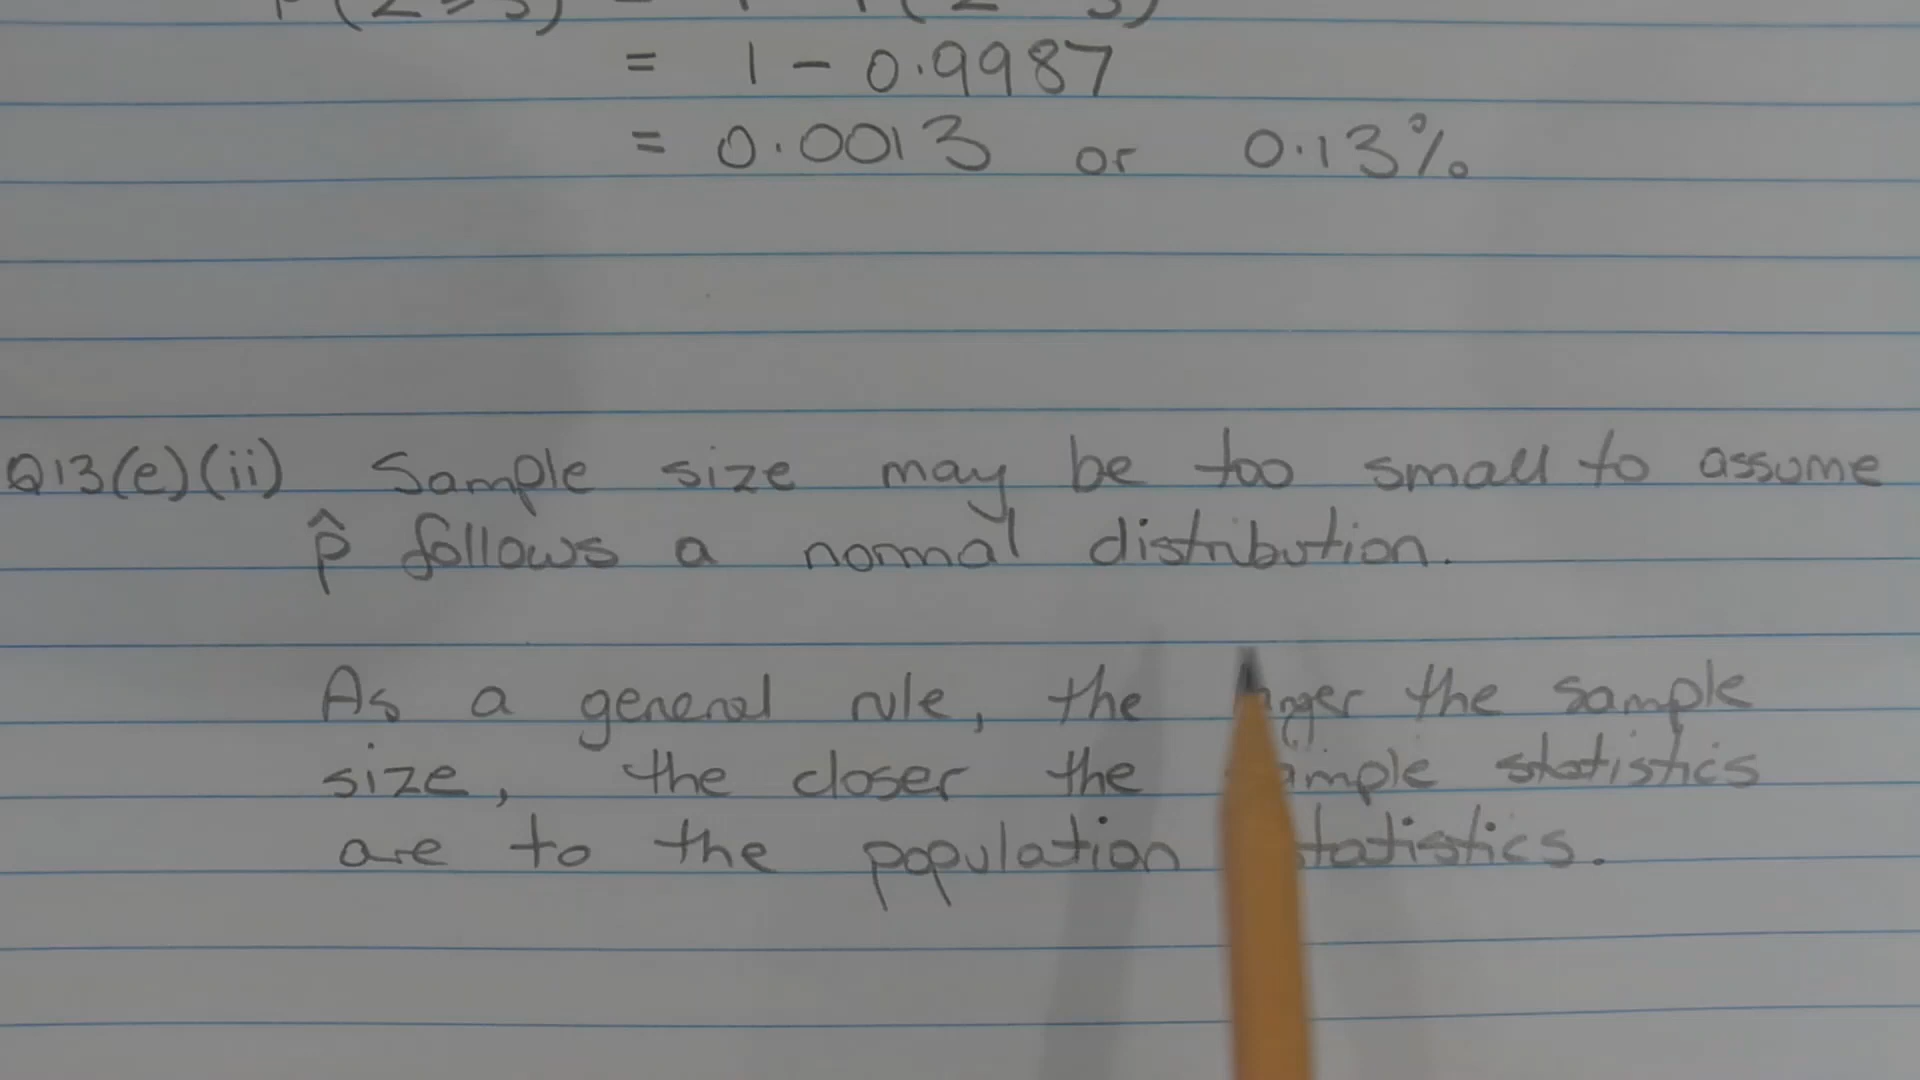 = 1 - 0.9987
= 0.0013 or 0.13%
Q13(e)(ii) Sample size may be too small to assume
p̂ follows a normal distribution.
As a general rule, the the sample
size, the closer the statistics
are to the population statistics.